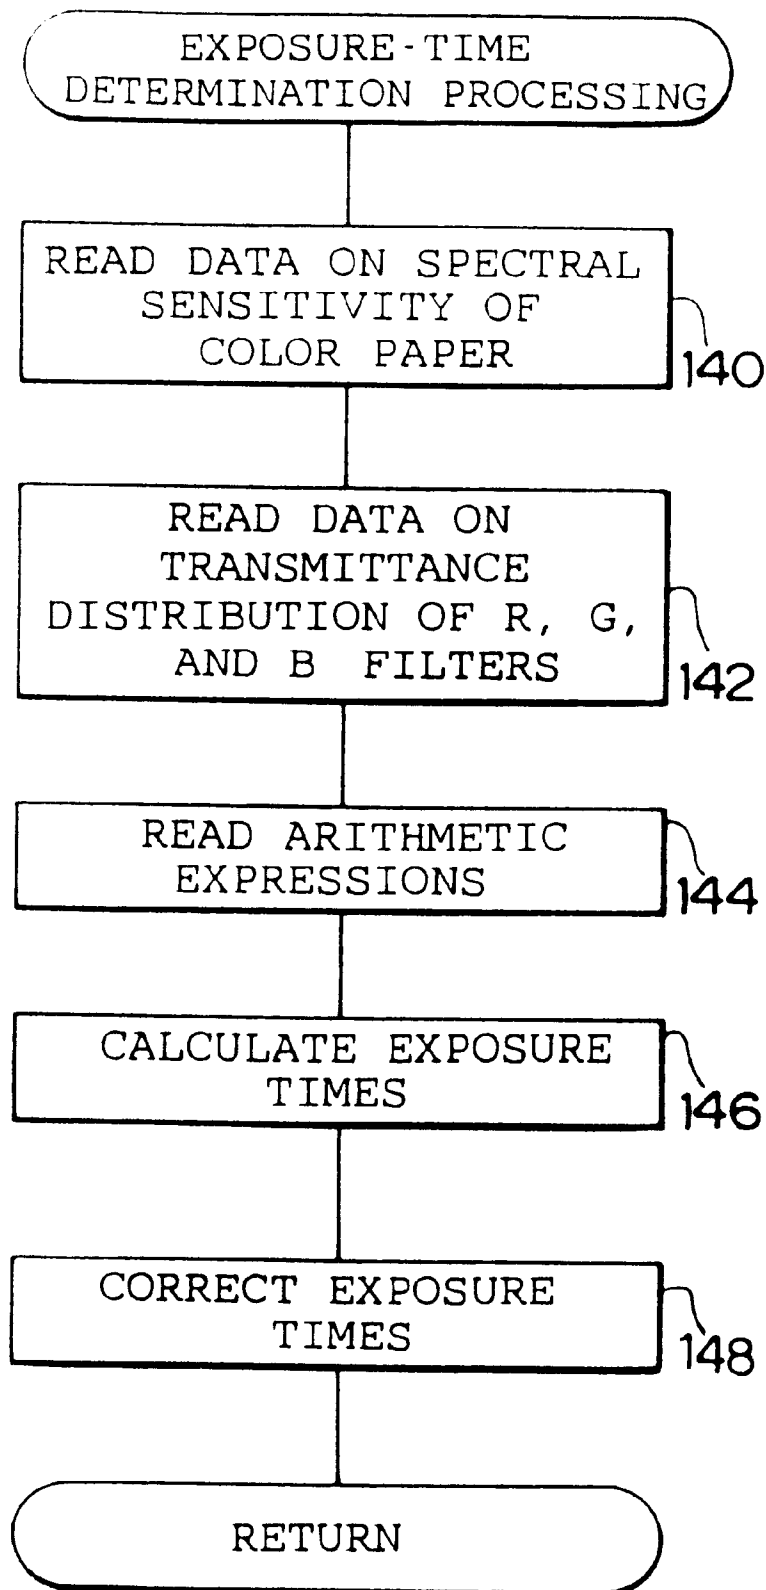 EXPOSURE-TIME
DETERMINATION PROCESSING
READ DATA ON SPECTRAL
SENSITIVITY OF
COLOR PAPER
140
READ DATA ON
TRANSMITTANCE
DISTRIBUTION OF R, G,
AND B FILTERS
142
READ ARITHMETIC
EXPRESSIONS
144
CALCULATE EXPOSURE
TIMES
146
CORRECT EXPOSURE
TIMES
148
RETURN